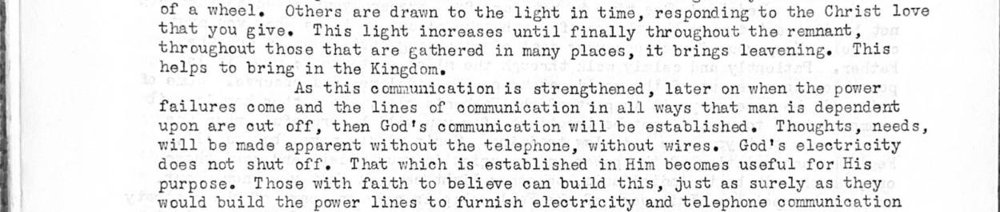 of a wheel. Others are drawn to the light in time, responding to the Christ love
that you give. This light increases until finally throughout the remnant,
throughout those that are gathered in many places, it brings leavening. This
helps to bring in the Kingdom.
As this communication is strengthened, later on when the power
failures come and the lines of communication in all ways that man is dependent
upon are cut off, then God's communication will be established. Thoughts, needs,
will be made apparent without the telephone, without wires. God's electricity
does not shut off. That which is established in Him becomes useful for His
purpose. Those with faith to believe can build this, just as surely as they
would build the power lines to furnish electricity and telephone communication